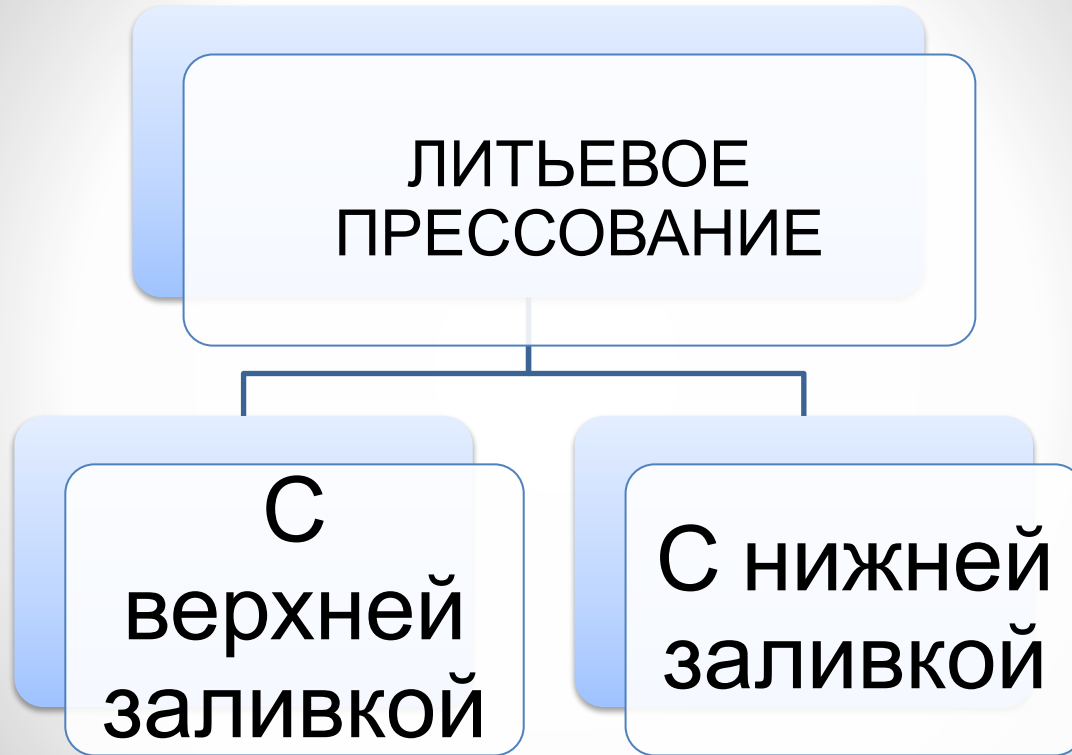 ЛИТЬЕВОЕ
ПРЕССОВАНИЕ
С
верхней
заливкой
С нижней
заливкой